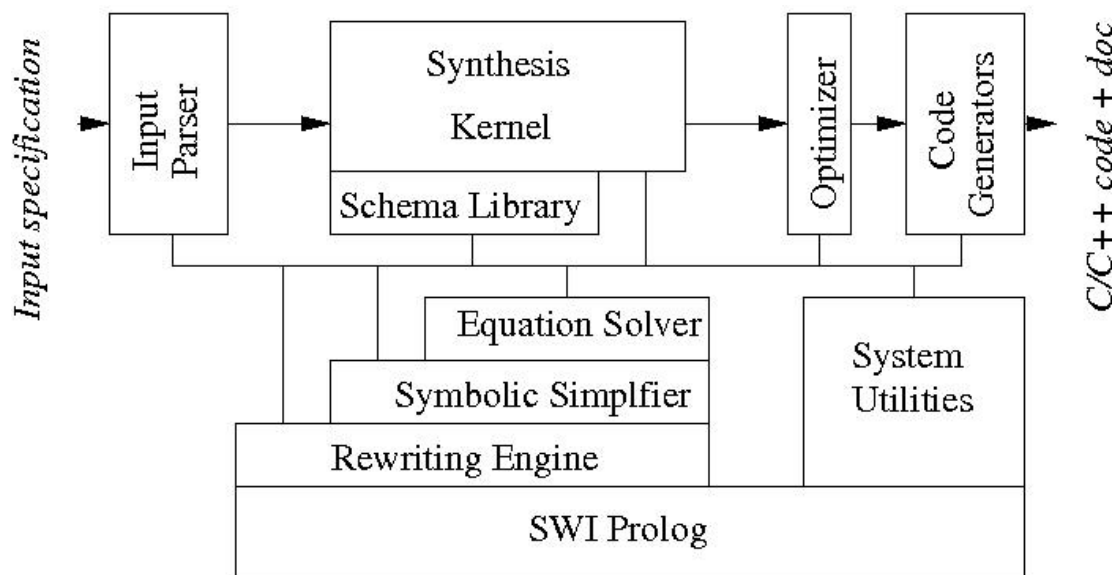 Input specification
Input
Parser
Synthesis
Kernel
Schema Library
Optimizer
Code
Generators
C/C++ code + doc
Equation Solver
Symbolic Simplfier
Rewriting Engine
System
Utilities
SWI Prolog